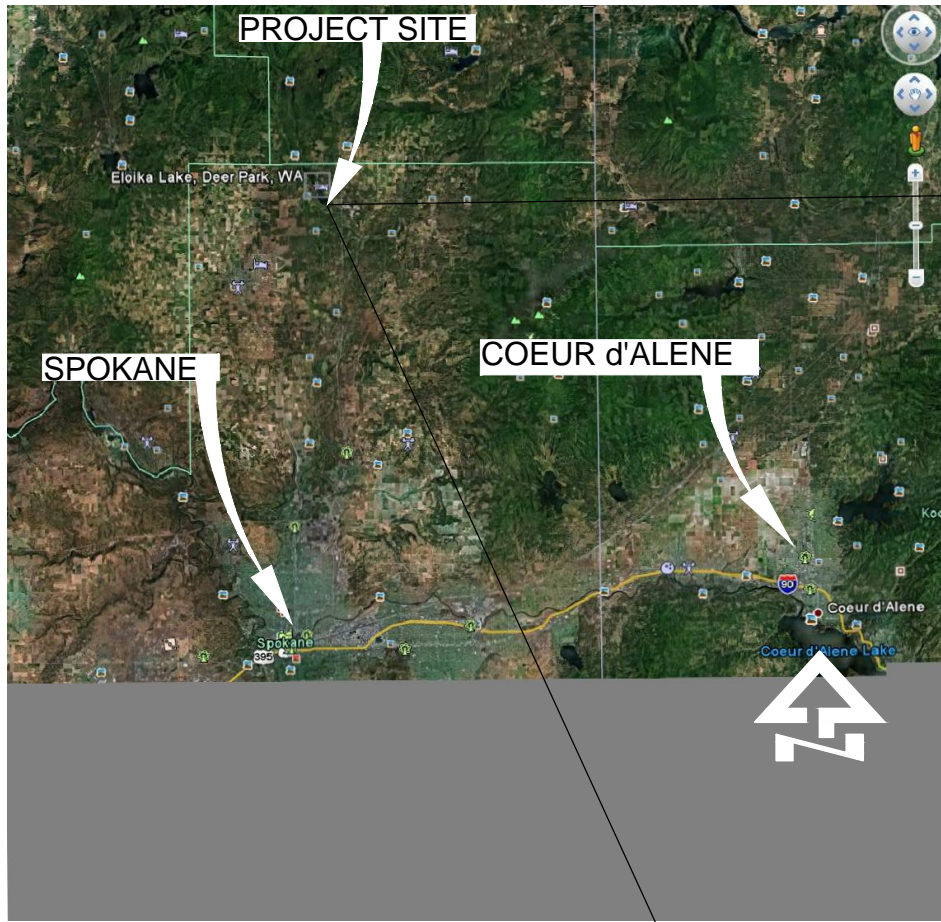 PROJECT SITE
Eloika Lake, Deer Park, WA
SPOKANE
COEUR d'ALENE
Koo
90
Coeur d'Alene
Spokane
395
Coeur d'Alene Lake
N